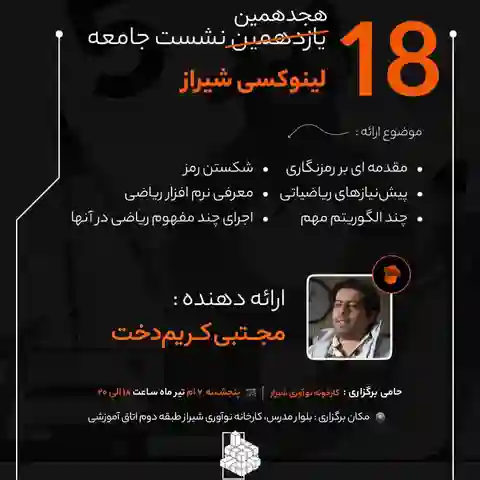 18
هجدهمین
یازدهمین نشست جامعه
لینوکسی شیراز
موضوع ارائه :
• مقدمه ای بر رمزنگاری
• پیش‌نیازهای ریاضیاتی
• چند الگوریتم مهم
• شکستن رمز
• معرفی نرم افزار ریاضی
• اجرای چند مفهوم ریاضی در آنها
ارائه دهنده :
مجتبی کریم‌دخت
حامی برگزاری : کارخونه نوآوری شیراز | پنجشنبه ۷ ام تیر ماه ساعت ۱۸ الی ۲۰
مکان برگزاری : بلوار مدرس، کارخانه نوآوری شیراز طبقه دوم اتاق آموزشی